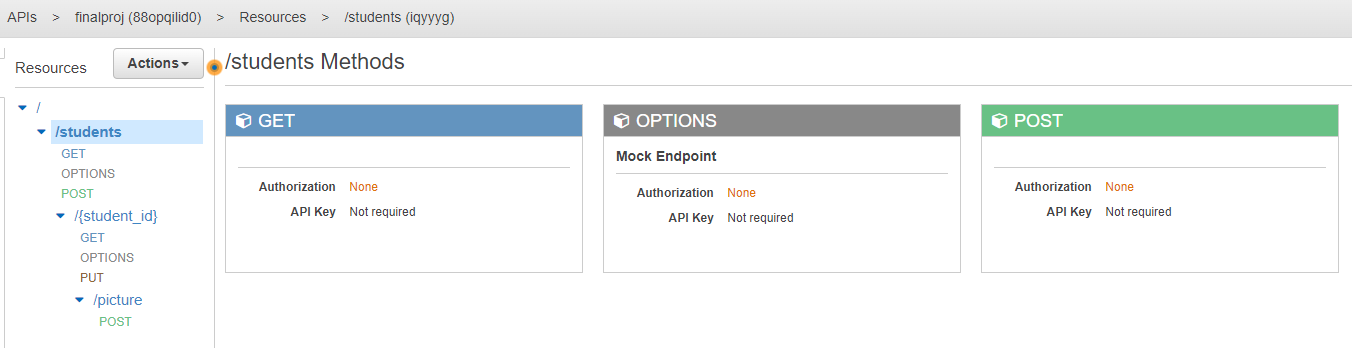 APIs > finalproj (88opqilid0) > Resources > /students (iqyyyg)
Resources
Actions
/students Methods
/
/students
GET
OPTIONS
POST
/{student_id}
GET
OPTIONS
PUT
/picture
POST
GET
Authorization None
API Key Not required
OPTIONS
Mock Endpoint
Authorization None
API Key Not required
POST
Authorization None
API Key Not required